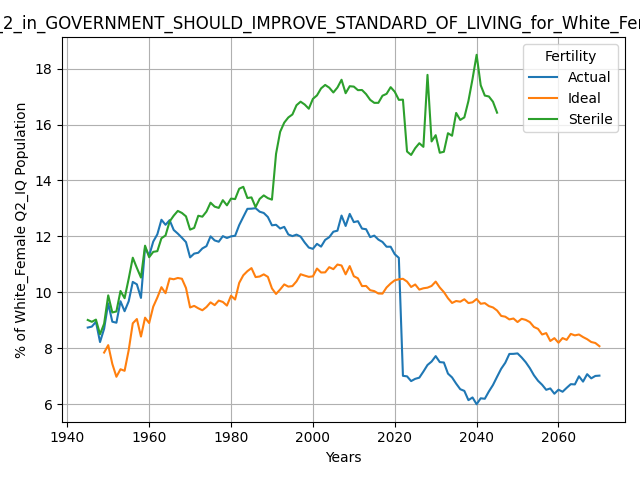 _2_in_GOVERNMENT_SHOULD_IMPROVE_STANDARD_OF_LIVING_for_White_Fem
Fertility
Actual
Ideal
Sterile
% of White_Female Q2_IQ Population
18
16
14
12
10
8
6
1940 1960 1980 2000 2020 2040 2060
Years